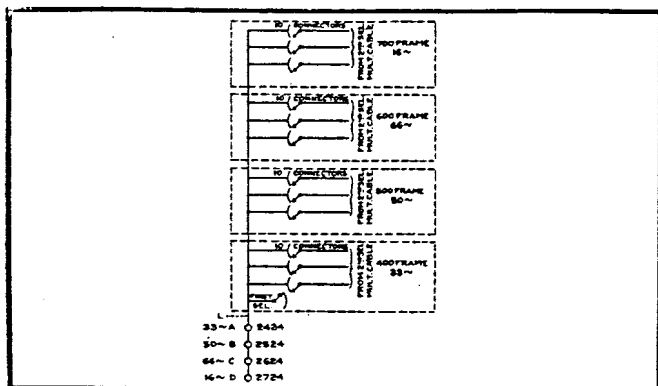 10 CONNECTORS
FROM 2ND SEL.
MULT. CABLE
700 FRAME
16~
10 CONNECTORS
FROM 2ND SEL.
MULT. CABLE
600 FRAME
66~
10 CONNECTORS
FROM 2ND SEL.
MULT. CABLE
500 FRAME
50~
10 CONNECTORS
FROM 2ND SEL.
MULT. CABLE
400 FRAME
33~
FIRST
SEL.
L
33~ A 2424
50~ B 2524
66~ C 2624
16~ D 2724